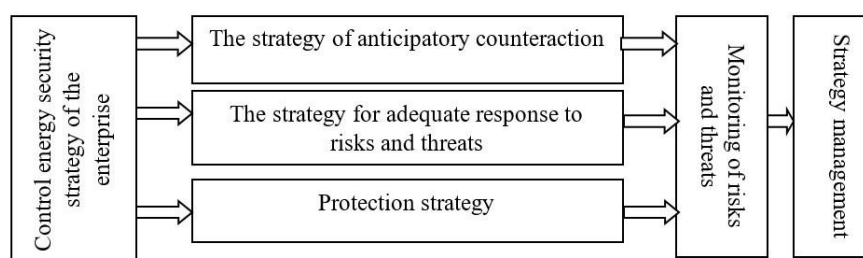 Control energy security
strategy of the
enterprise
The strategy of anticipatory counteraction
The strategy for adequate response to
risks and threats
Protection strategy
Monitoring of risks
and threats
Strategy management